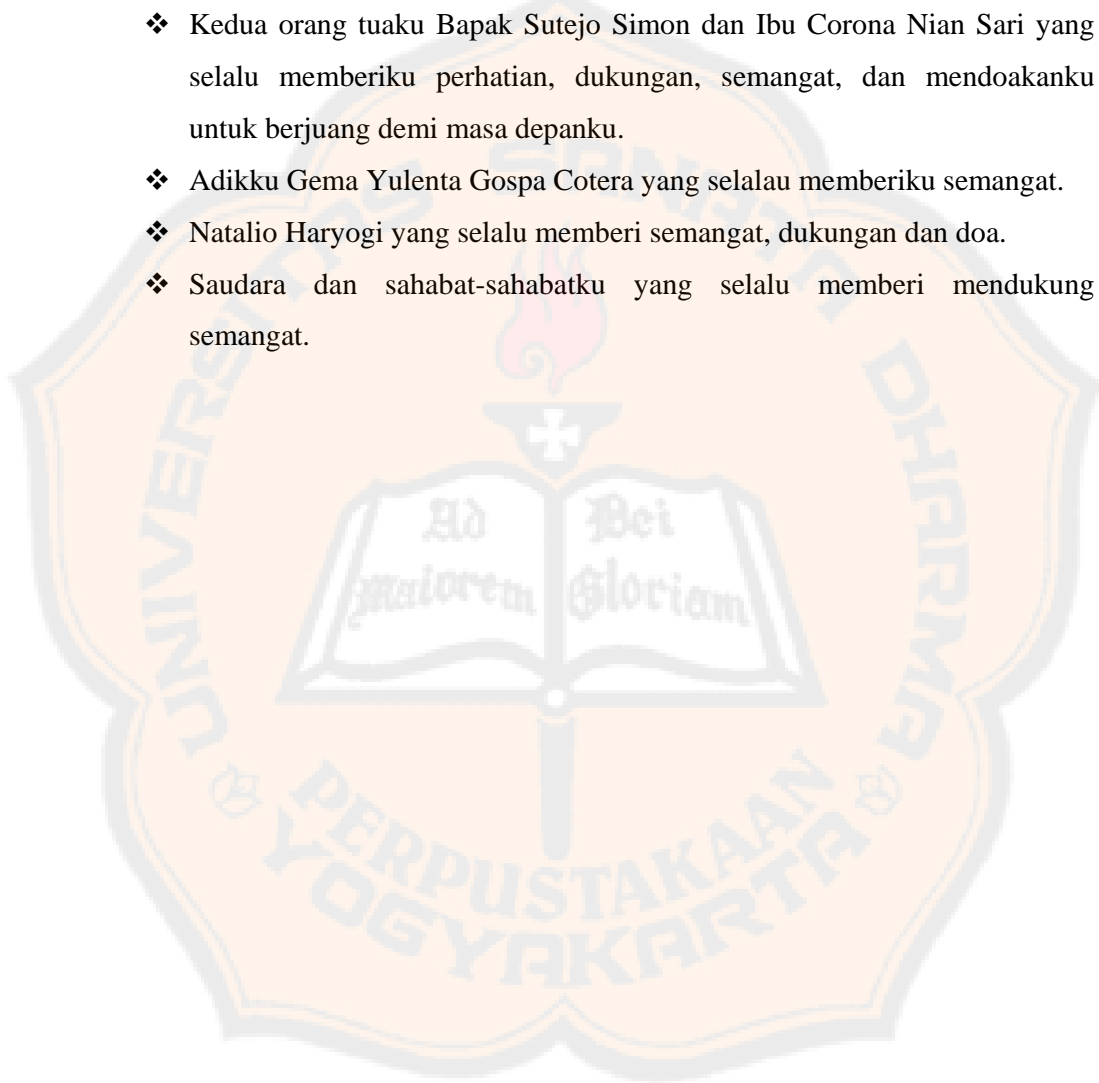 ❖ Kedua orang tuaku Bapak Sutejo Simon dan Ibu Corona Nian Sari yang
selalu memberiku perhatian, dukungan, semangat, dan mendoakanku
untuk berjuang demi masa depanku.
❖ Adikku Gema Yulenta Gospa Cotera yang selalau memberiku semangat.
❖ Natalio Haryogi yang selalu memberi semangat, dukungan dan doa.
❖ Saudara dan sahabat-sahabatku yang selalu memberi mendukung
semangat.
UNIVERSITAS SANATA DHARMA
Ad Dei
maiorem Gloriam
PERPUSTAKAAN
YOGYAKARTA